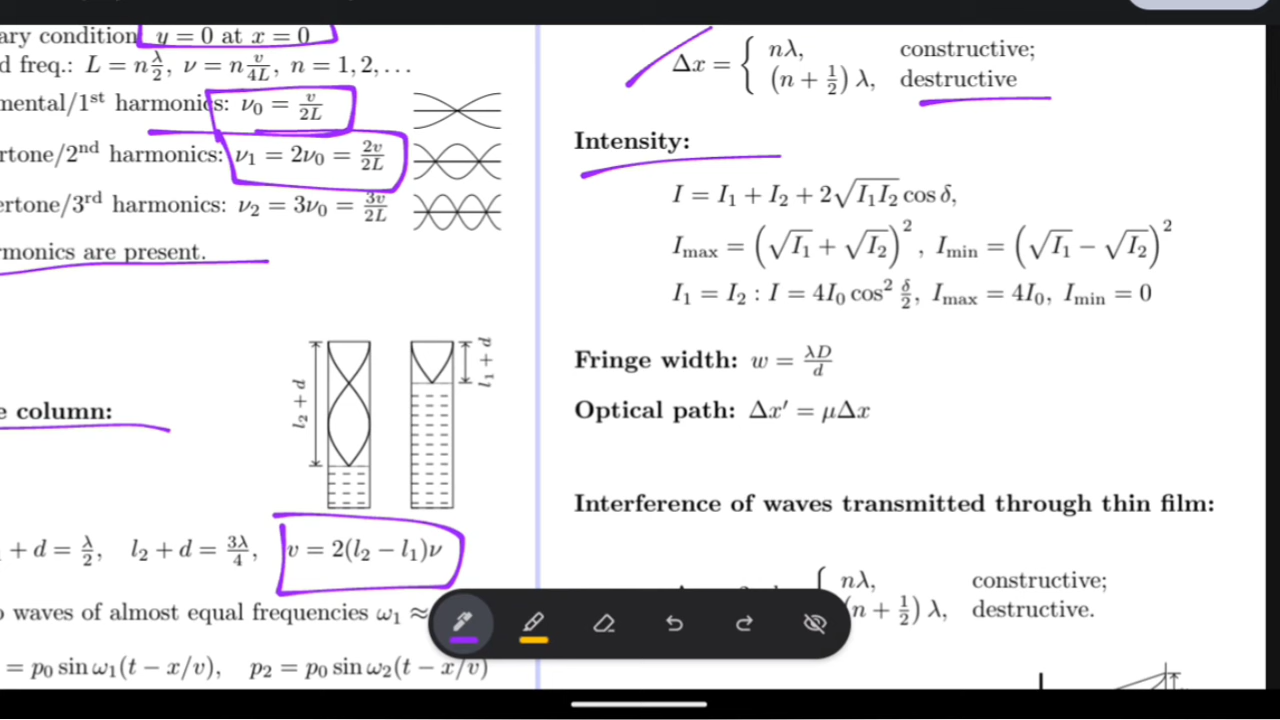 ary condition y = 0 at x = 0
d freq.: L = n λ/2, ν = n v/4L, n = 1, 2, . . .
mental/1st harmonics: ν0 = v/2L
rtone/2nd harmonics: ν1 = 2ν0 = 2v/2L
ertone/3rd harmonics: ν2 = 3ν0 = 3v/2L
rmonics are present.
l2 + d
l1 + d
e column:
+ d = λ/2, l2 + d = 3λ/4, v = 2(l2 − l1)ν
o waves of almost equal frequencies ω1 ≈
= p0 sin ω1(t − x/v), p2 = p0 sin ω2(t − x/v)
Δx = { nλ, constructive;
(n + 1/2) λ, destructive
Intensity:
I = I1 + I2 + 2√I1I2 cos δ,
Imax = (√I1 + √I2)², Imin = (√I1 − √I2)²
I1 = I2 : I = 4I0 cos² δ/2, Imax = 4I0, Imin = 0
Fringe width: w = λD/d
Optical path: Δx′ = μΔx
Interference of waves transmitted through thin film:
{ nλ, constructive;
(n + 1/2) λ, destructive.